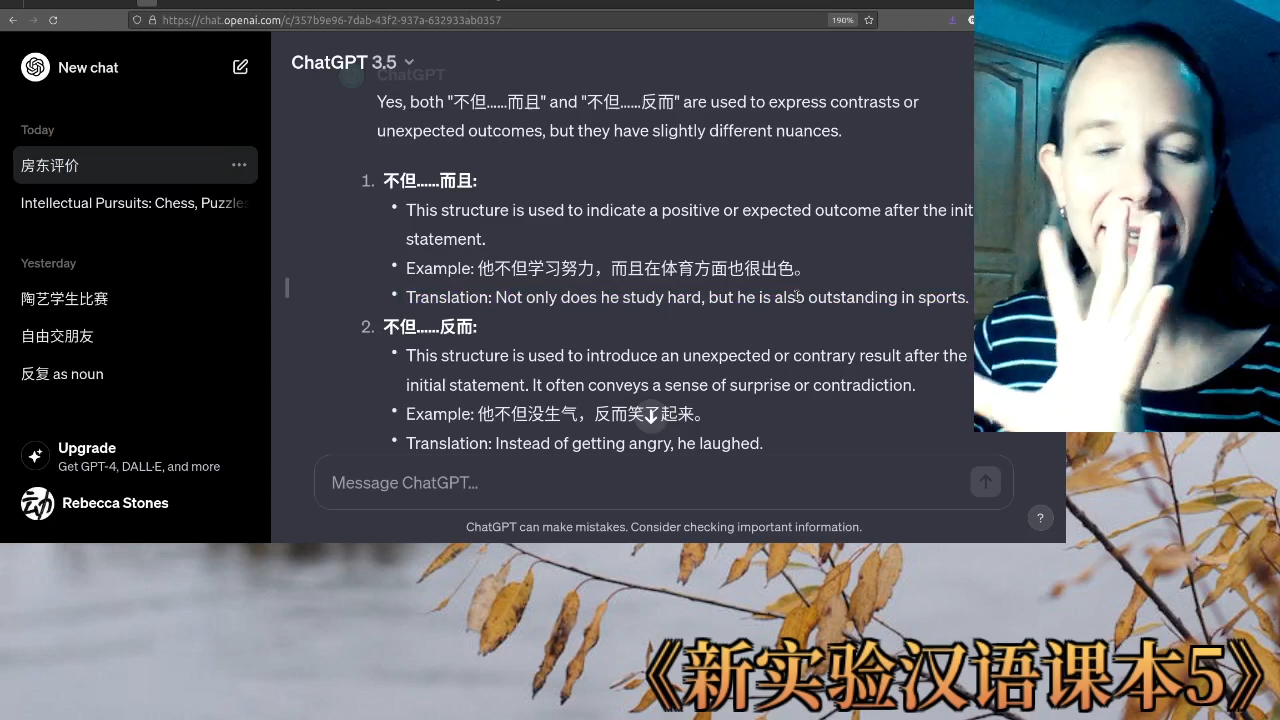 https://chat.openai.com/c/357b9e96-7dab-43f2-937a-632933ab0357
190%
New chat
Today
房东评价
Intellectual Pursuits: Chess, Puzzles
Yesterday
陶艺学生比赛
自由交朋友
反复 as noun
Upgrade
Get GPT-4, DALL·E, and more
Rebecca Stones
ChatGPT 3.5
ChatGPT
Yes, both "不但……而且" and "不但……反而" are used to express contrasts or
unexpected outcomes, but they have slightly different nuances.
1. 不但……而且:
• This structure is used to indicate a positive or expected outcome after the init
statement.
• Example: 他不但学习努力，而且在体育方面也很出色。
• Translation: Not only does he study hard, but he is also outstanding in sports.
2. 不但……反而:
• This structure is used to introduce an unexpected or contrary result after the
initial statement. It often conveys a sense of surprise or contradiction.
• Example: 他不但没生气，反而笑了起来。
• Translation: Instead of getting angry, he laughed.
Message ChatGPT...
ChatGPT can make mistakes. Consider checking important information.
?
《新实验汉语课本5》